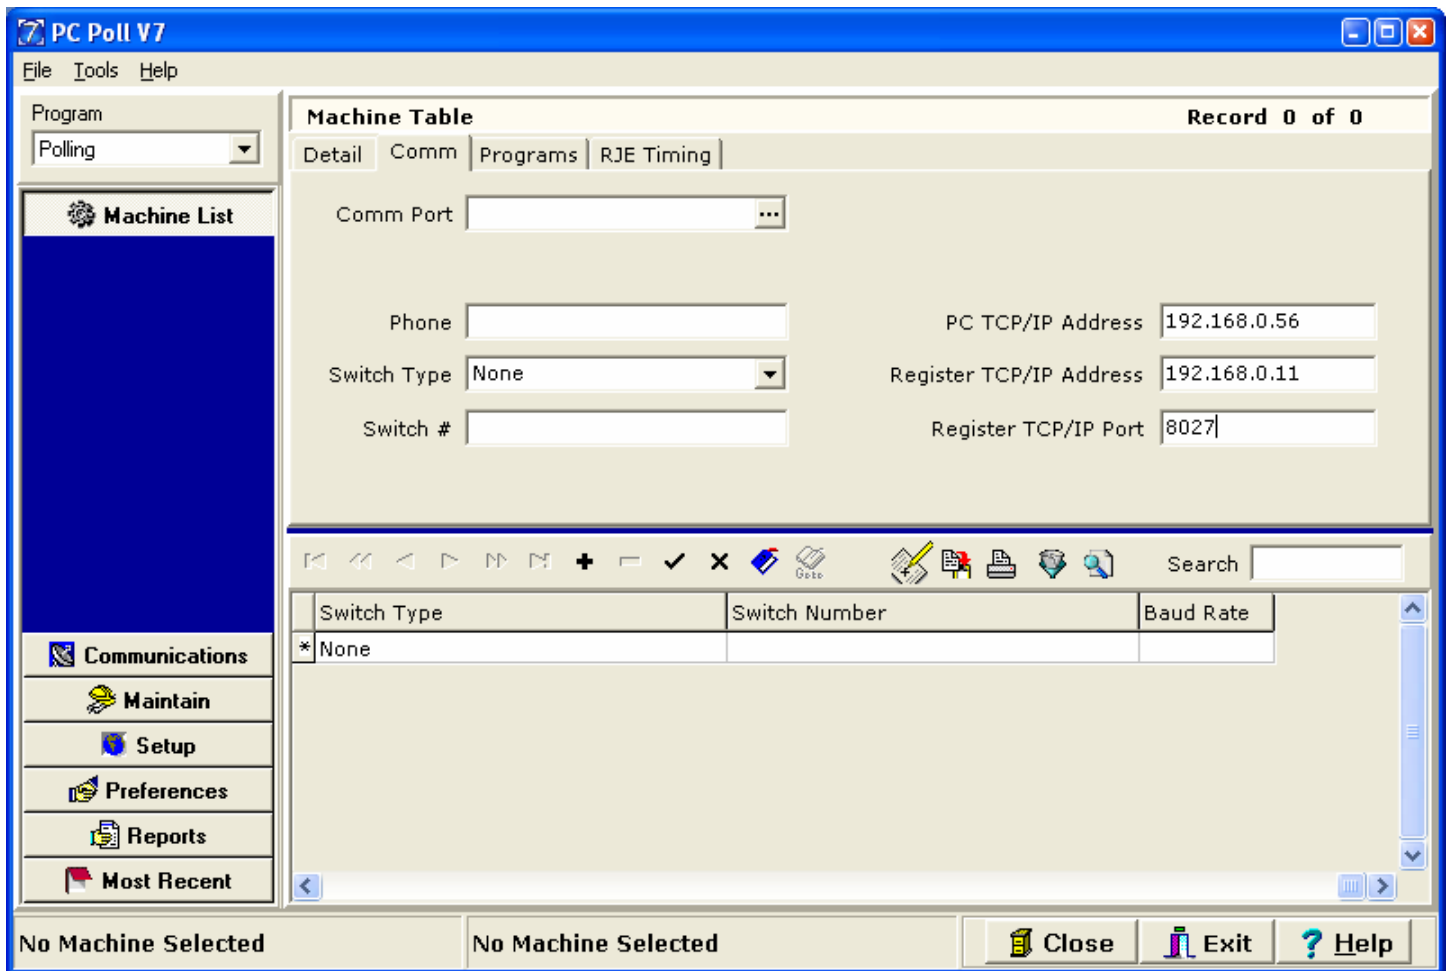 PC Poll V7
File Tools Help
Program
Polling
Machine List
Communications
Maintain
Setup
Preferences
Reports
Most Recent
Machine Table Record 0 of 0
Detail Comm Programs RJE Timing
Comm Port ...
Phone
Switch Type None
Switch #
PC TCP/IP Address 192.168.0.56
Register TCP/IP Address 192.168.0.11
Register TCP/IP Port 8027
Goto
Search
Switch Type Switch Number Baud Rate
* None
No Machine Selected No Machine Selected Close Exit ? Help